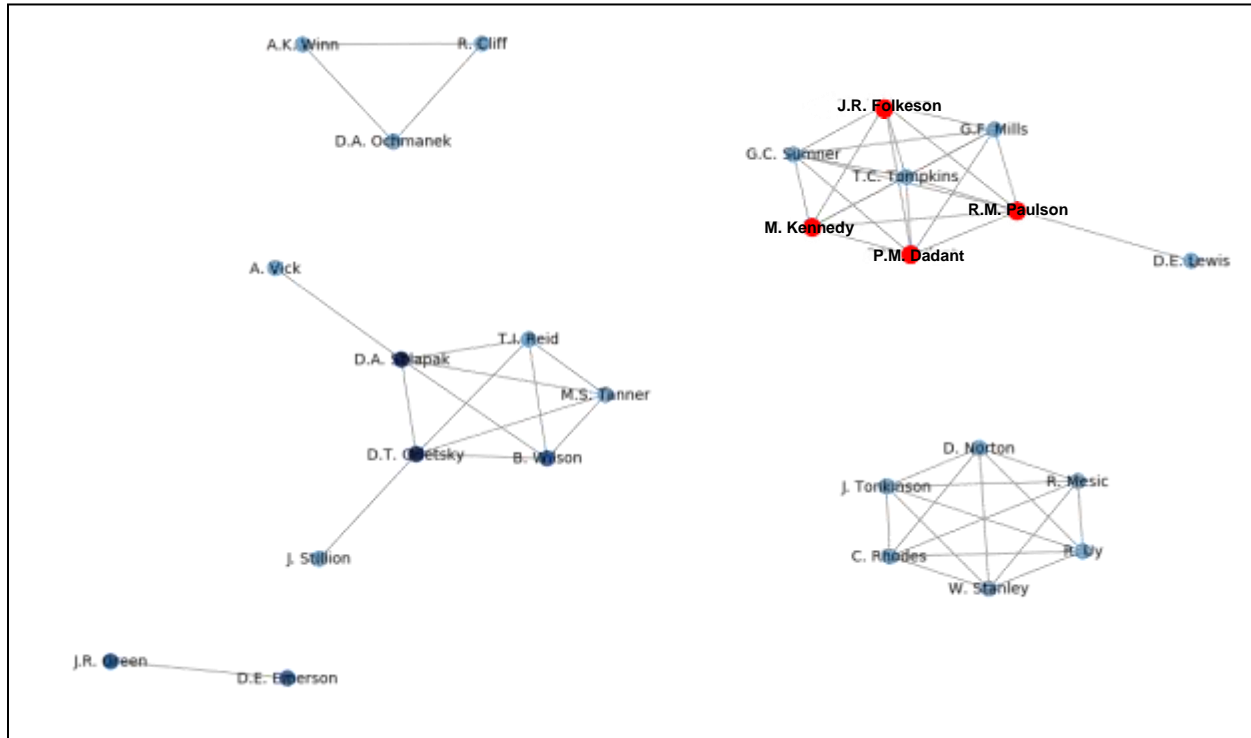 A.K. Winn
R. Cliff
D.A. Ochmanek
J.R. Folkeson
G.F. Mills
G.C. Sumner
T.C. Tompkins
R.M. Paulson
M. Kennedy
P.M. Dadant
D.E. Lewis
A. Vick
T.I. Reid
D.A. Shlapak
M.S. Tanner
D.T. Orletsky
B. Wilson
D. Norton
R. Mesic
J. Tonkinson
C. Rhodes
R. Uy
W. Stanley
J. Stillion
J.R. Green
D.E. Emerson